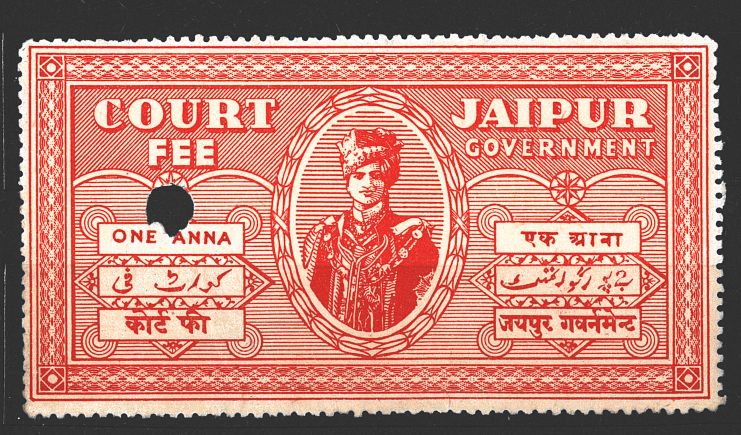 COURT
FEE
JAIPUR
GOVERNMENT
ONE ANNA
کورٹ فی
कोर्ट फी
एक आना
जयपुर गवर्नमेन्ट